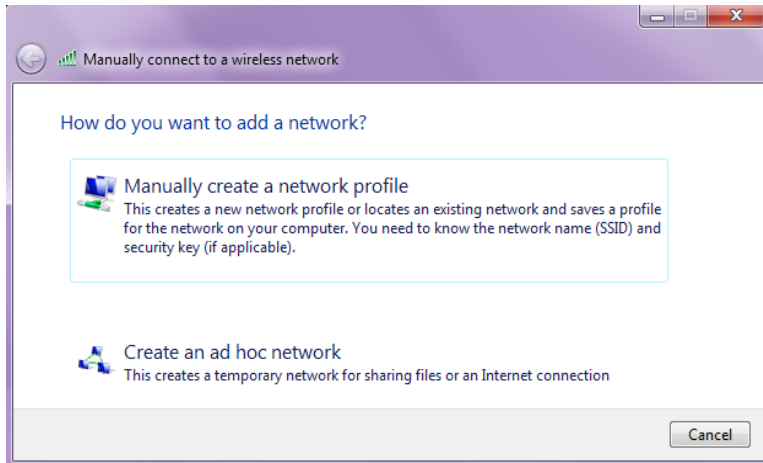 Manually connect to a wireless network
How do you want to add a network?
Manually create a network profile
This creates a new network profile or locates an existing network and saves a profile
for the network on your computer. You need to know the network name (SSID) and
security key (if applicable).
Create an ad hoc network
This creates a temporary network for sharing files or an Internet connection
Cancel